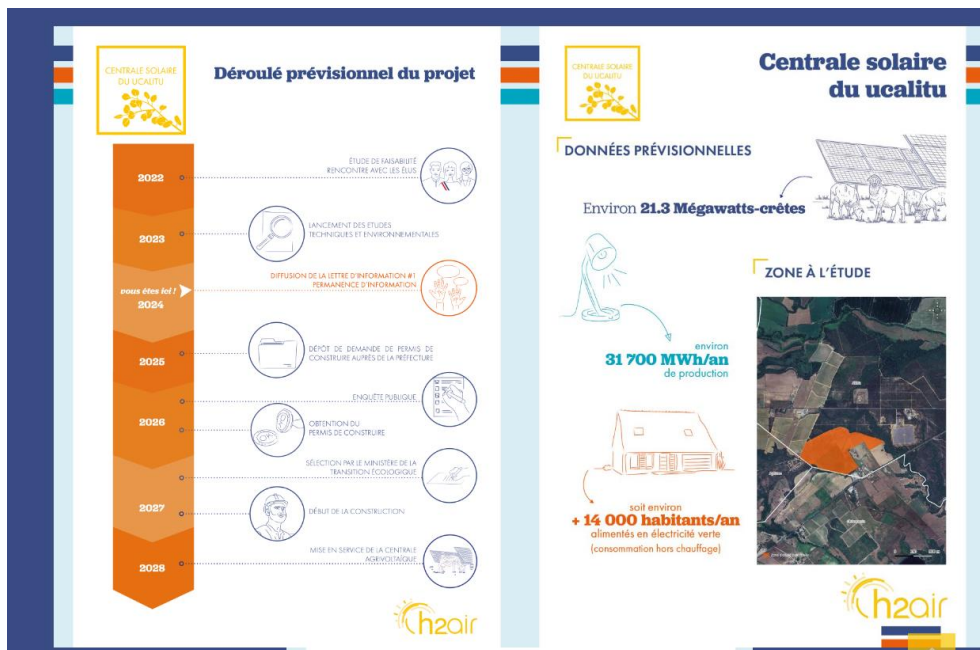 CENTRALE SOLAIRE
DU UCALITU
Déroulé prévisionnel du projet
2022
ÉTUDE DE FAISABILITÉ
RENCONTRE AVEC LES ÉLUS
2023
LANCEMENT DES ETUDES
TECHNIQUES ET ENVIRONNEMENTALES
vous êtes ici !
2024
DIFFUSION DE LA LETTRE D'INFORMATION #1
PERMANENCE D'INFORMATION
2025
DÉPÔT DE DEMANDE DE PERMIS DE
CONSTRUIRE AUPRÈS DE LA PRÉFECTURE
2026
ENQUÊTE PUBLIQUE
OBTENTION DU
PERMIS DE CONSTRUIRE
SÉLECTION PAR LE MINISTÈRE DE LA
TRANSITION ÉCOLOGIQUE
2027
DÉBUT DE LA CONSTRUCTION
2028
MISE EN SERVICE DE LA CENTRALE
AGRIVOLTAÏQUE
h2air
CENTRALE SOLAIRE
DU UCALITU
Centrale solaire
du ucalitu
DONNÉES PRÉVISIONNELLES
Environ 21.3 Mégawatts-crêtes
environ
31 700 MWh/an
de production
soit environ
+ 14 000 habitants/an
alimentés en électricité verte
(consommation hors chauffage)
ZONE À L'ÉTUDE
h2air